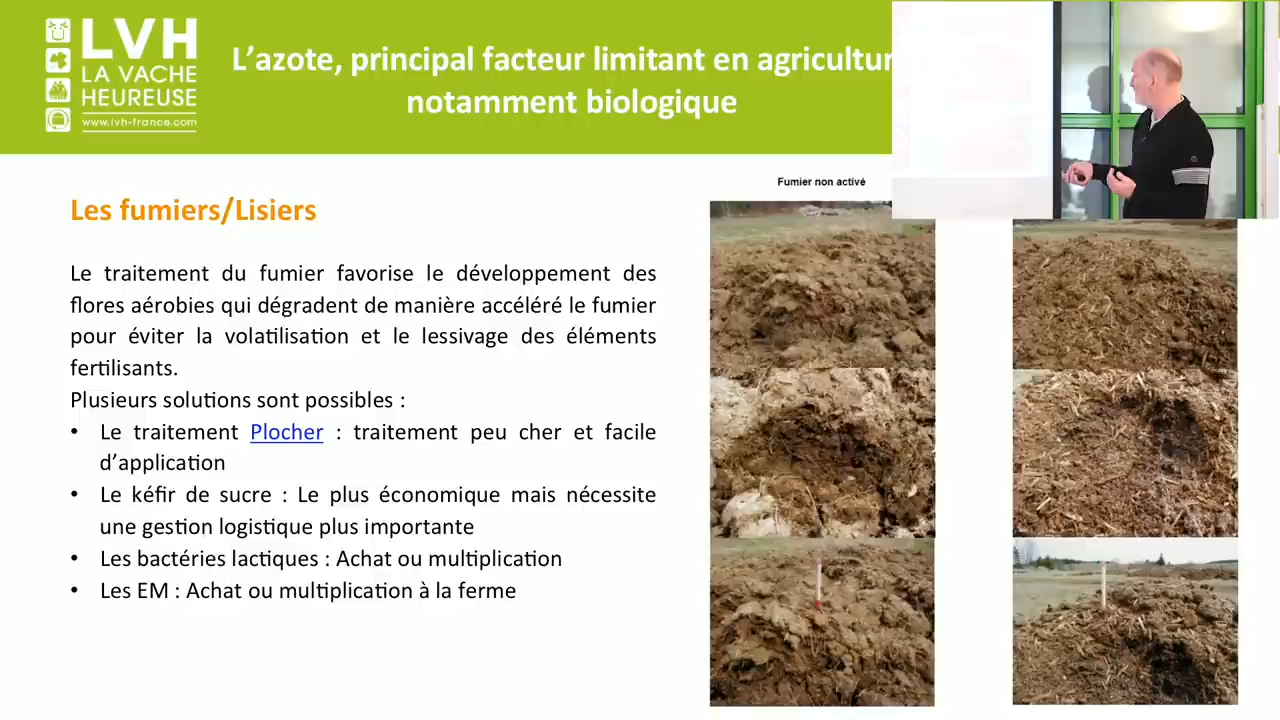 LVH
LA VACHE
HEUREUSE
www.lvh-france.com
L'azote, principal facteur limitant en agricultur
notamment biologique
Fumier non activé
Les fumiers/Lisiers
Le traitement du fumier favorise le développement des
flores aérobies qui dégradent de manière accéléré le fumier
pour éviter la volatilisation et le lessivage des éléments
fertilisants.
Plusieurs solutions sont possibles :
• Le traitement Plocher : traitement peu cher et facile
d'application
• Le kéfir de sucre : Le plus économique mais nécessite
une gestion logistique plus importante
• Les bactéries lactiques : Achat ou multiplication
• Les EM : Achat ou multiplication à la ferme